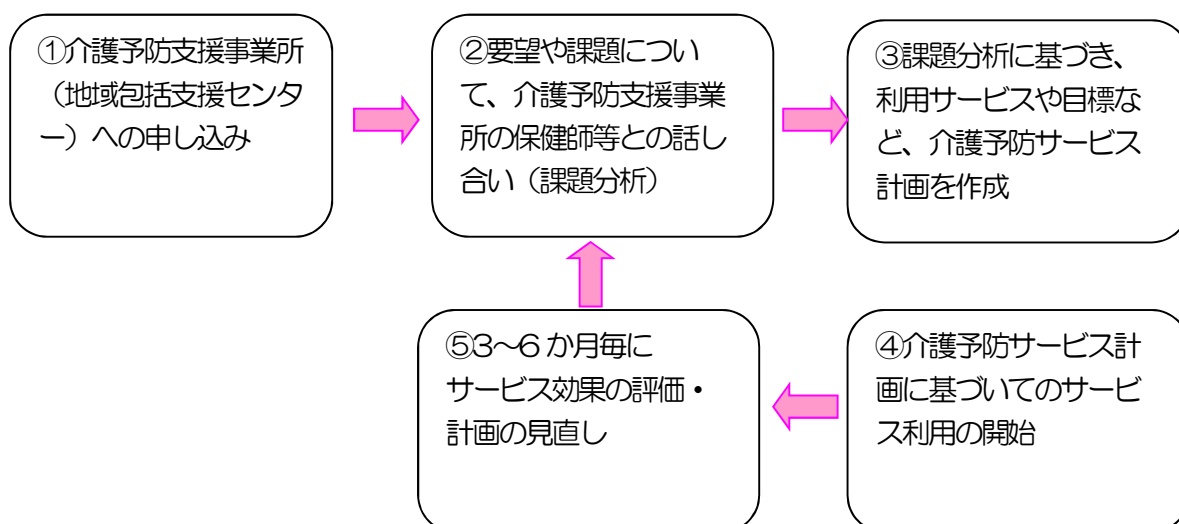 ①介護予防支援事業所
（地域包括支援センタ
ー）への申し込み
②要望や課題につい
て、介護予防支援事業
所の保健師等との話し
合い（課題分析）
③課題分析に基づき、
利用サービスや目標な
ど、介護予防サービス
計画を作成
④介護予防サービス計
画に基づいてのサービ
ス利用の開始
⑤3～6 か月毎に
サービス効果の評価・
計画の見直し